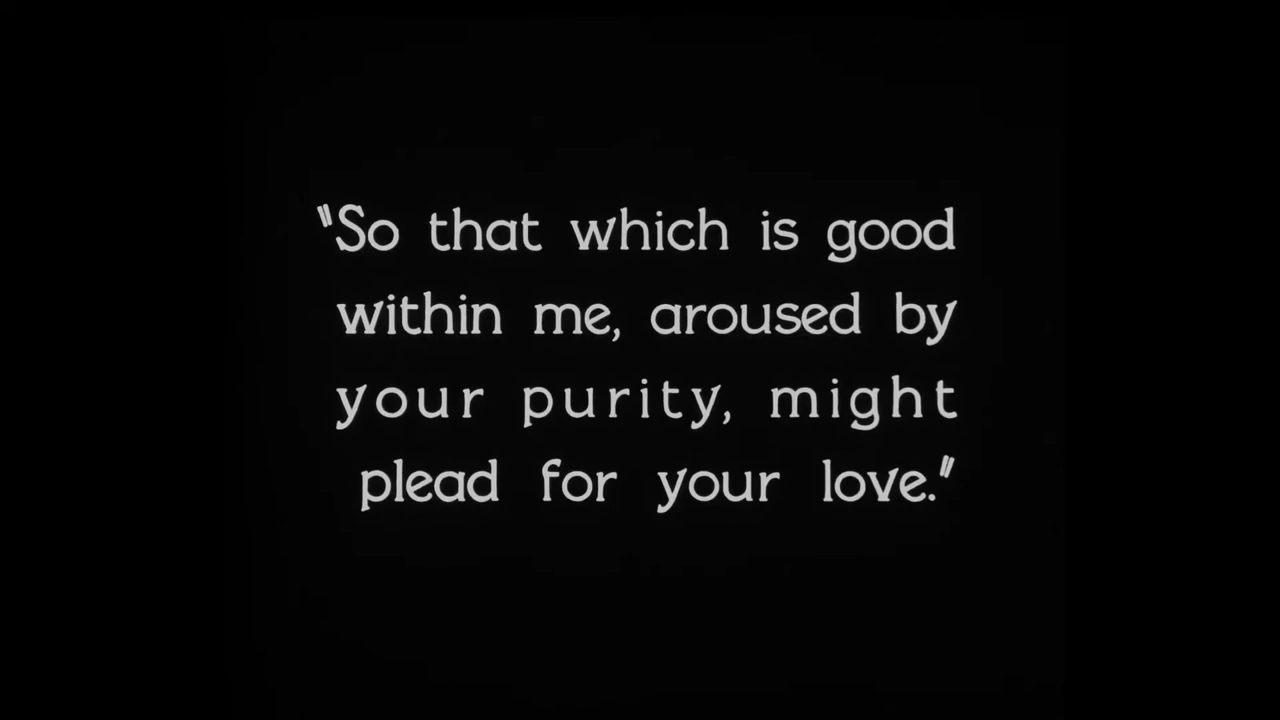 "So that which is good
within me, aroused by
your purity, might
plead for your love."